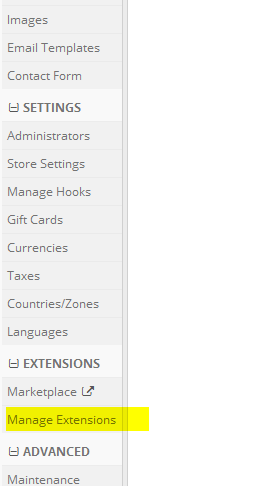 Images
Email Templates
Contact Form
SETTINGS
Administrators
Store Settings
Manage Hooks
Gift Cards
Currencies
Taxes
Countries/Zones
Languages
EXTENSIONS
Marketplace
Manage Extensions
ADVANCED
Maintenance